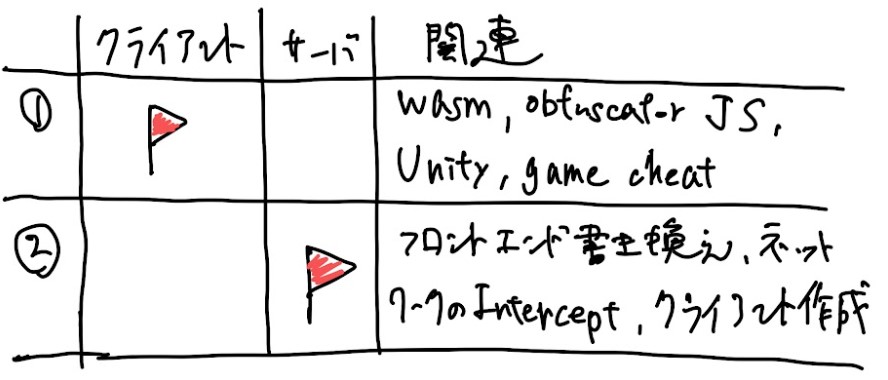 クライアント サーバ 関連
① wasm, obfuscator JS,
Unity, game cheat
② フロントエンド書き換え、ネット
ワークのIntercept, クライアント作成